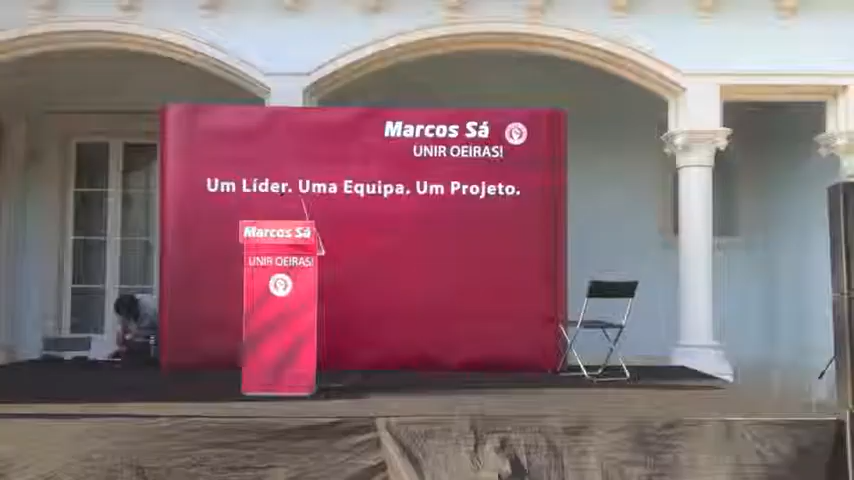 Marcos Sá
UNIR OEIRAS!
Um Líder. Uma Equipa. Um Projeto.
Marcos Sá
UNIR OEIRAS!